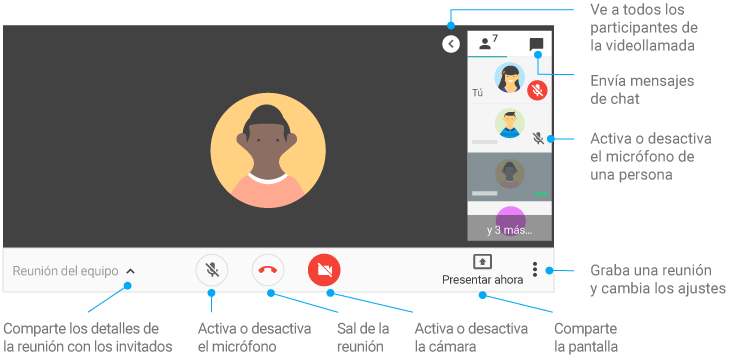 Ve a todos los
participantes de
la videollamada
7
Envía mensajes
de chat
Tú
Activa o desactiva
el micrófono de
una persona
y 3 más...
Reunión del equipo
Presentar ahora
Graba una reunión
y cambia los ajustes
Comparte los detalles de
la reunión con los invitados
Activa o desactiva
el micrófono
Sal de la
reunión
Activa o desactiva
la cámara
Comparte
la pantalla